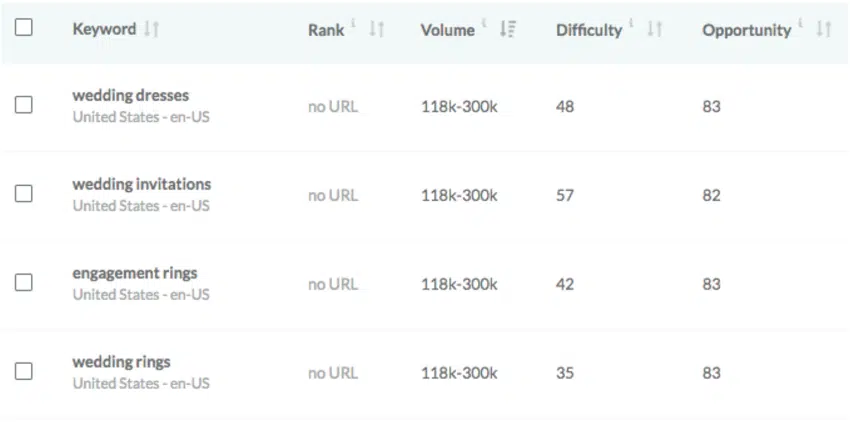 Keyword Rank i Volume i Difficulty i Opportunity i
wedding dresses
United States - en-US
no URL 118k-300k 48 83
wedding invitations
United States - en-US
no URL 118k-300k 57 82
engagement rings
United States - en-US
no URL 118k-300k 42 83
wedding rings
United States - en-US
no URL 118k-300k 35 83